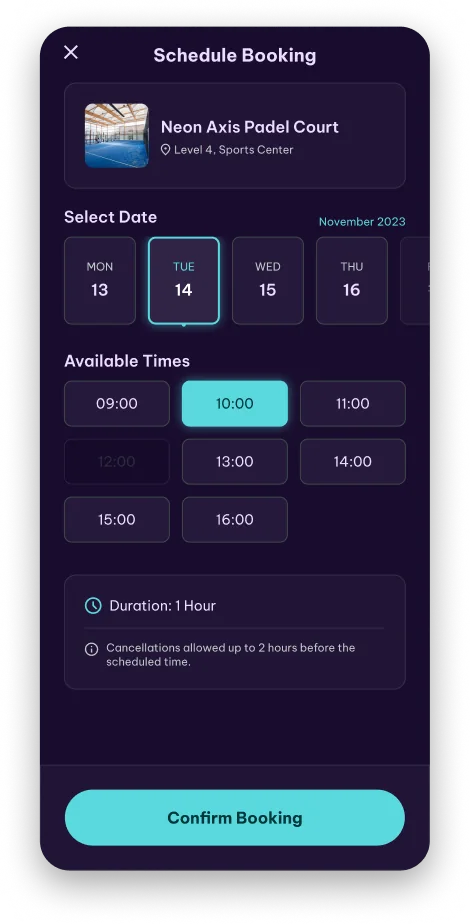 Schedule Booking
Neon Axis Padel Court
Level 4, Sports Center
Select Date
November 2023
MON
13
TUE
14
WED
15
THU
16
Available Times
09:00
10:00
11:00
12:00
13:00
14:00
15:00
16:00
Duration: 1 Hour
Cancellations allowed up to 2 hours before the
scheduled time.
Confirm Booking